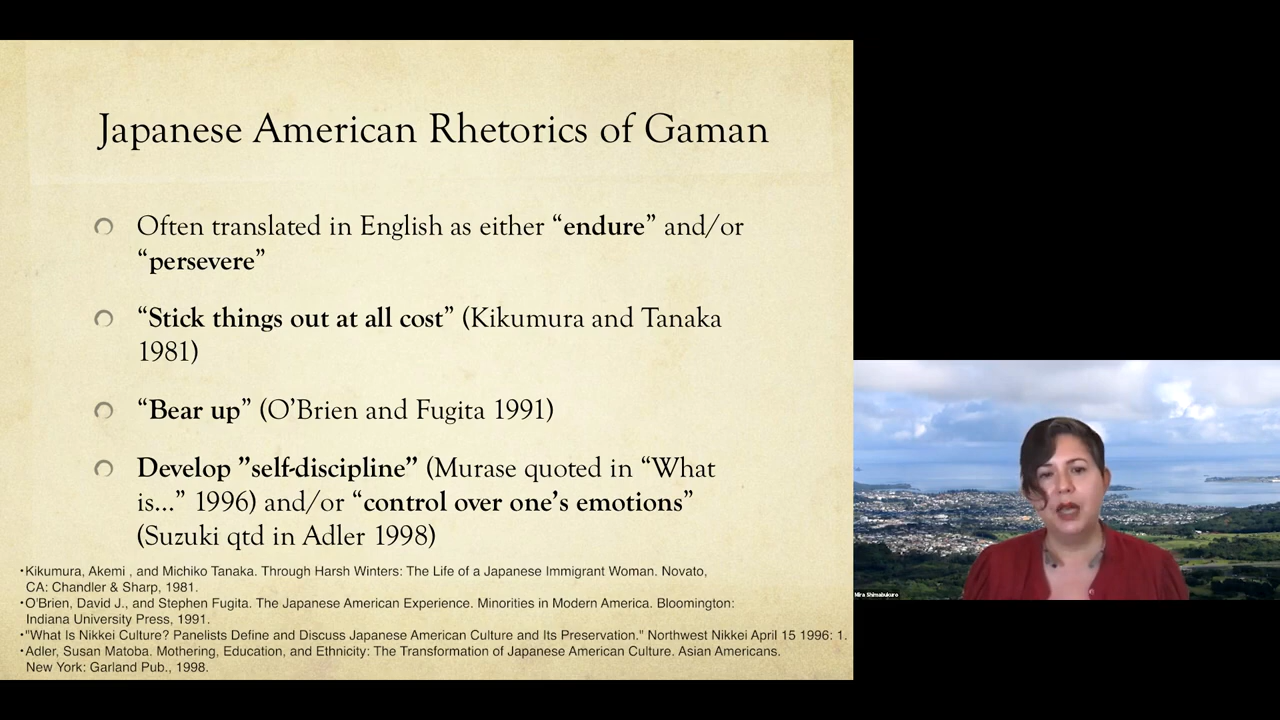 Japanese American Rhetorics of Gaman
Often translated in English as either “endure” and/or
“persevere”
“Stick things out at all cost” (Kikumura and Tanaka
1981)
“Bear up” (O’Brien and Fugita 1991)
Develop ”self-discipline” (Murase quoted in “What
is...” 1996) and/or “control over one’s emotions”
(Suzuki qtd in Adler 1998)
•Kikumura, Akemi , and Michiko Tanaka. Through Harsh Winters: The Life of a Japanese Immigrant Woman. Novato,
CA: Chandler & Sharp, 1981.
•O'Brien, David J., and Stephen Fugita. The Japanese American Experience. Minorities in Modern America. Bloomington:
Indiana University Press, 1991.
•"What Is Nikkei Culture? Panelists Define and Discuss Japanese American Culture and Its Preservation." Northwest Nikkei April 15 1996: 1.
•Adler, Susan Matoba. Mothering, Education, and Ethnicity: The Transformation of Japanese American Culture. Asian Americans.
New York: Garland Pub., 1998.
Mira Shimabukuro